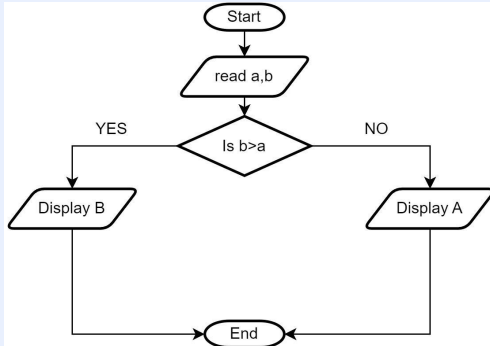 Start
read a,b
YES
Is b>a
NO
Display B
Display A
End